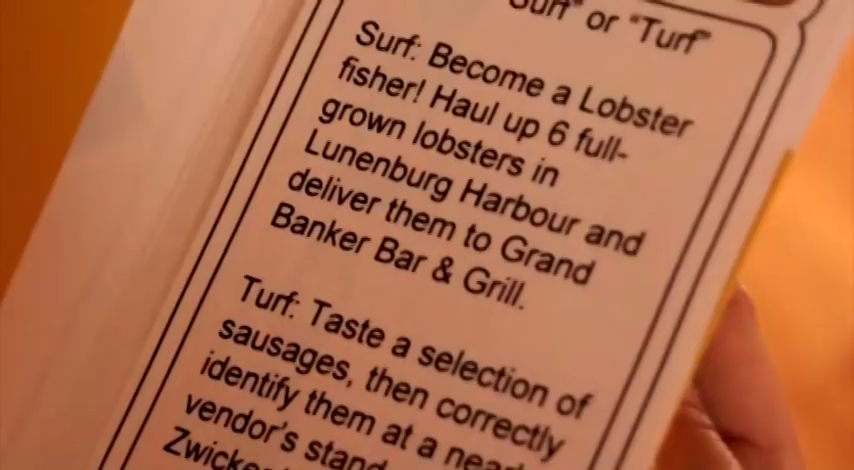 "Surf" or "Turf"
Surf: Become a Lobster
fisher! Haul up 6 full-
grown lobsters in
Lunenburg Harbour and
deliver them to Grand
Banker Bar & Grill.
Turf: Taste a selection of
sausages, then correctly
identify them at a
vendor's stand